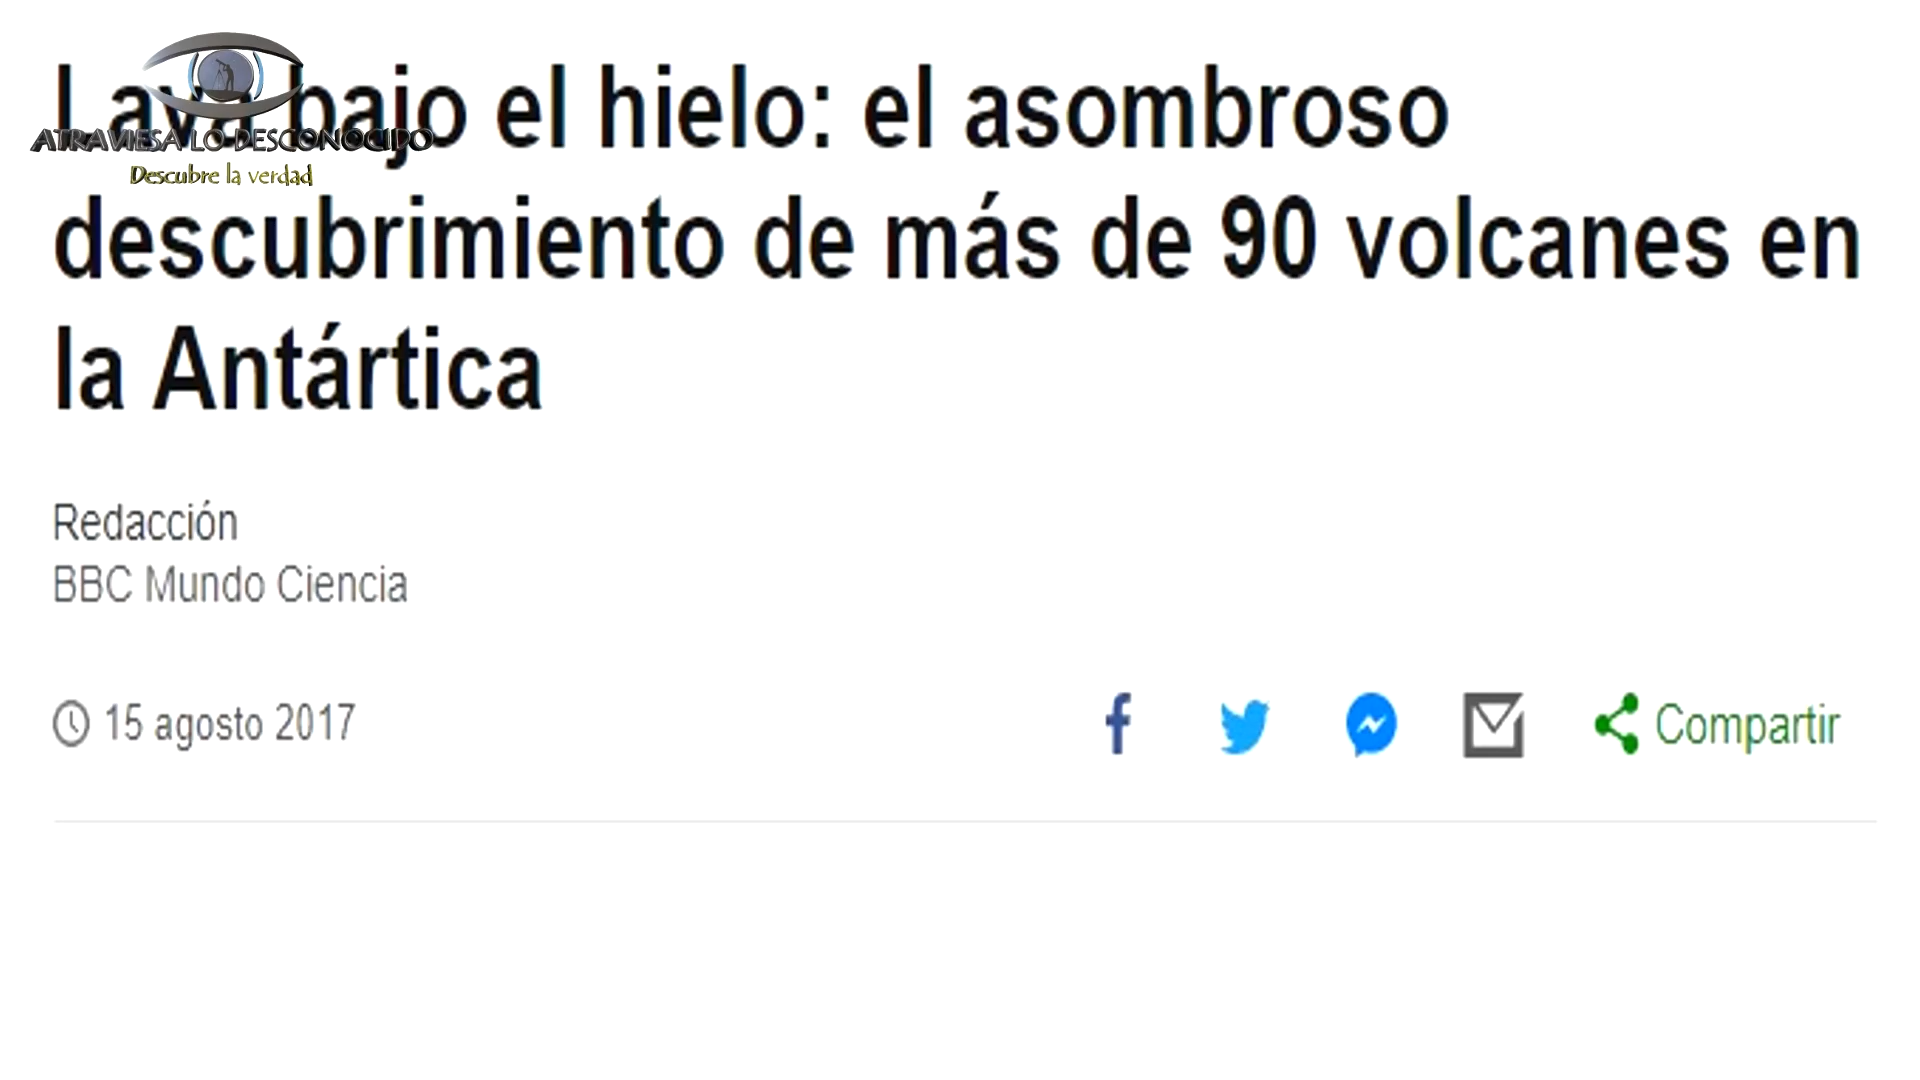 Lava bajo el hielo: el asombroso
descubrimiento de más de 90 volcanes en
la Antártica
ATRAVIESA LO DESCONOCIDO
Descubre la verdad
Redacción
BBC Mundo Ciencia
15 agosto 2017
Compartir